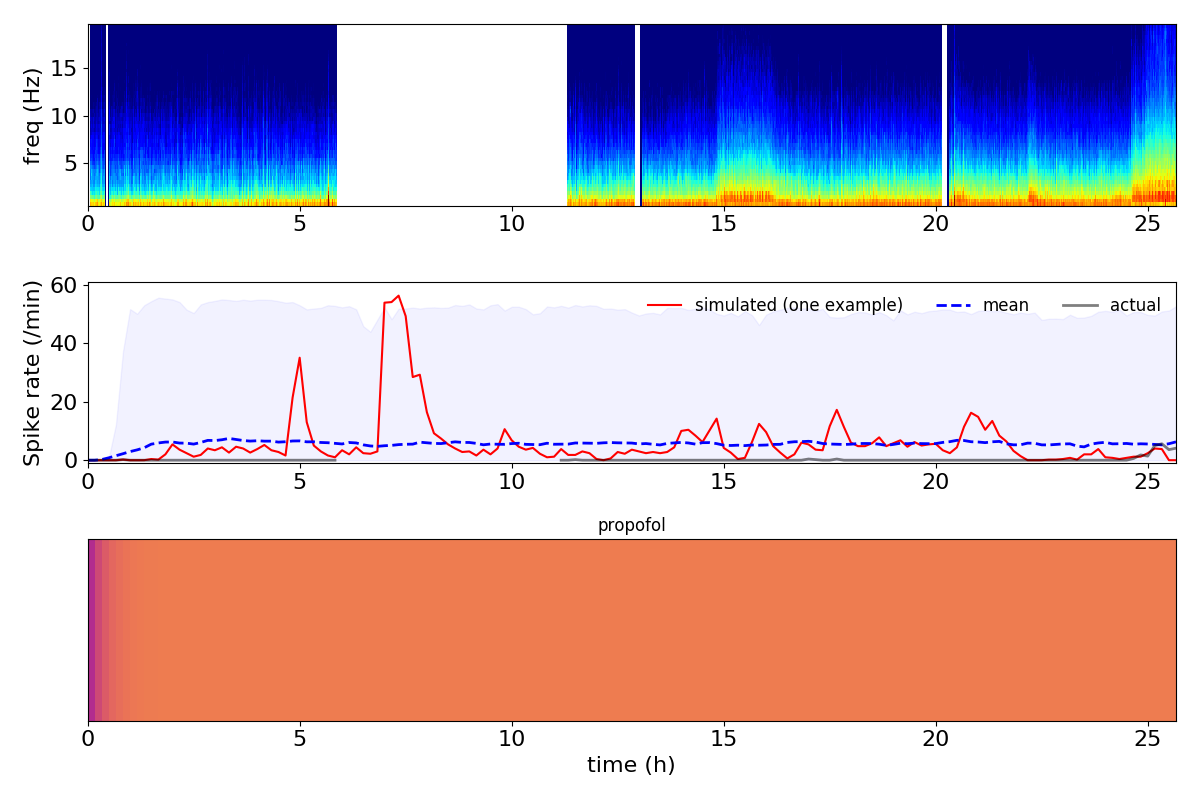 freq (Hz)
15
10
5
0 5 10 15 20 25
Spike rate (/min)
60
40
20
0
simulated (one example) mean actual
0 5 10 15 20 25
propofol
0 5 10 15 20 25
time (h)